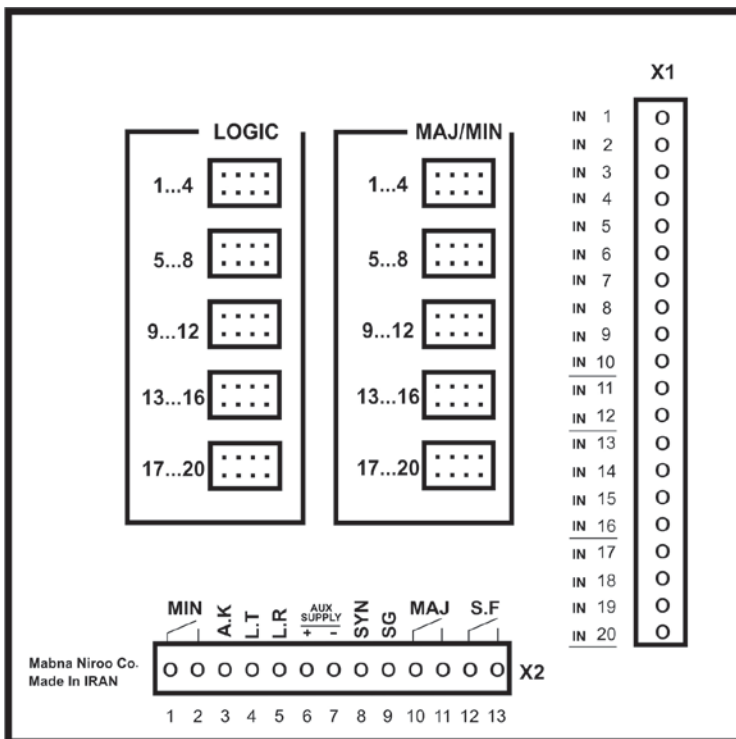 X1
LOGIC
1...4
5...8
9...12
13...16
17...20
MAJ/MIN
1...4
5...8
9...12
13...16
17...20
IN 1
IN 2
IN 3
IN 4
IN 5
IN 6
IN 7
IN 8
IN 9
IN 10
IN 11
IN 12
IN 13
IN 14
IN 15
IN 16
IN 17
IN 18
IN 19
IN 20
MIN
A.K
L.T
L.R
AUX
SUPPLY
+ -
SYN
SG
MAJ
S.F
Mabna Niroo Co.
Made In IRAN
X2
1 2 3 4 5 6 7 8 9 10 11 12 13